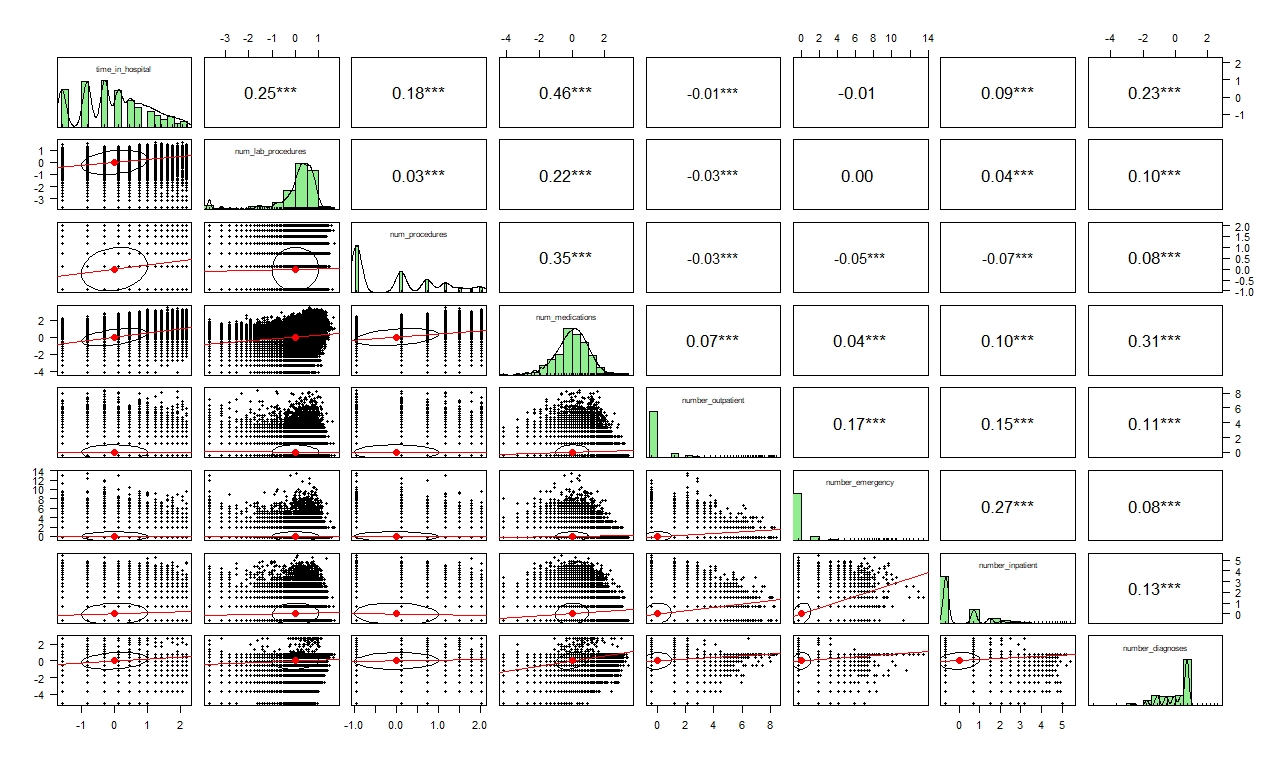 -3 -2 -1 0 1
-4 -2 0 2
0 2 4 6 8 10 14
-4 -2 0 2
time_in_hospital 0.25*** 0.18*** 0.46*** -0.01*** -0.01 0.09*** 0.23*** 2 1 0 -1
1 0 -1 -2 -3 num_lab_procedures 0.03*** 0.22*** -0.03*** 0.00 0.04*** 0.10***
num_procedures 0.35*** -0.03*** -0.05*** -0.07*** 0.08*** 2.0 1.5 1.0 0.5 0.0 -0.5 -1.0
2 0 -2 -4 num_medications 0.07*** 0.04*** 0.10*** 0.31***
number_outpatient 0.17*** 0.15*** 0.11*** 8 6 4 2 0
14 12 10 8 6 4 2 0 number_emergency 0.27*** 0.08***
number_inpatient 0.13*** 5 4 3 2 1 0
2 0 -2 -4 number_diagnoses
-1 0 1 2
-1.0 0.0 1.0 2.0
0 2 4 6 8
0 1 2 3 4 5